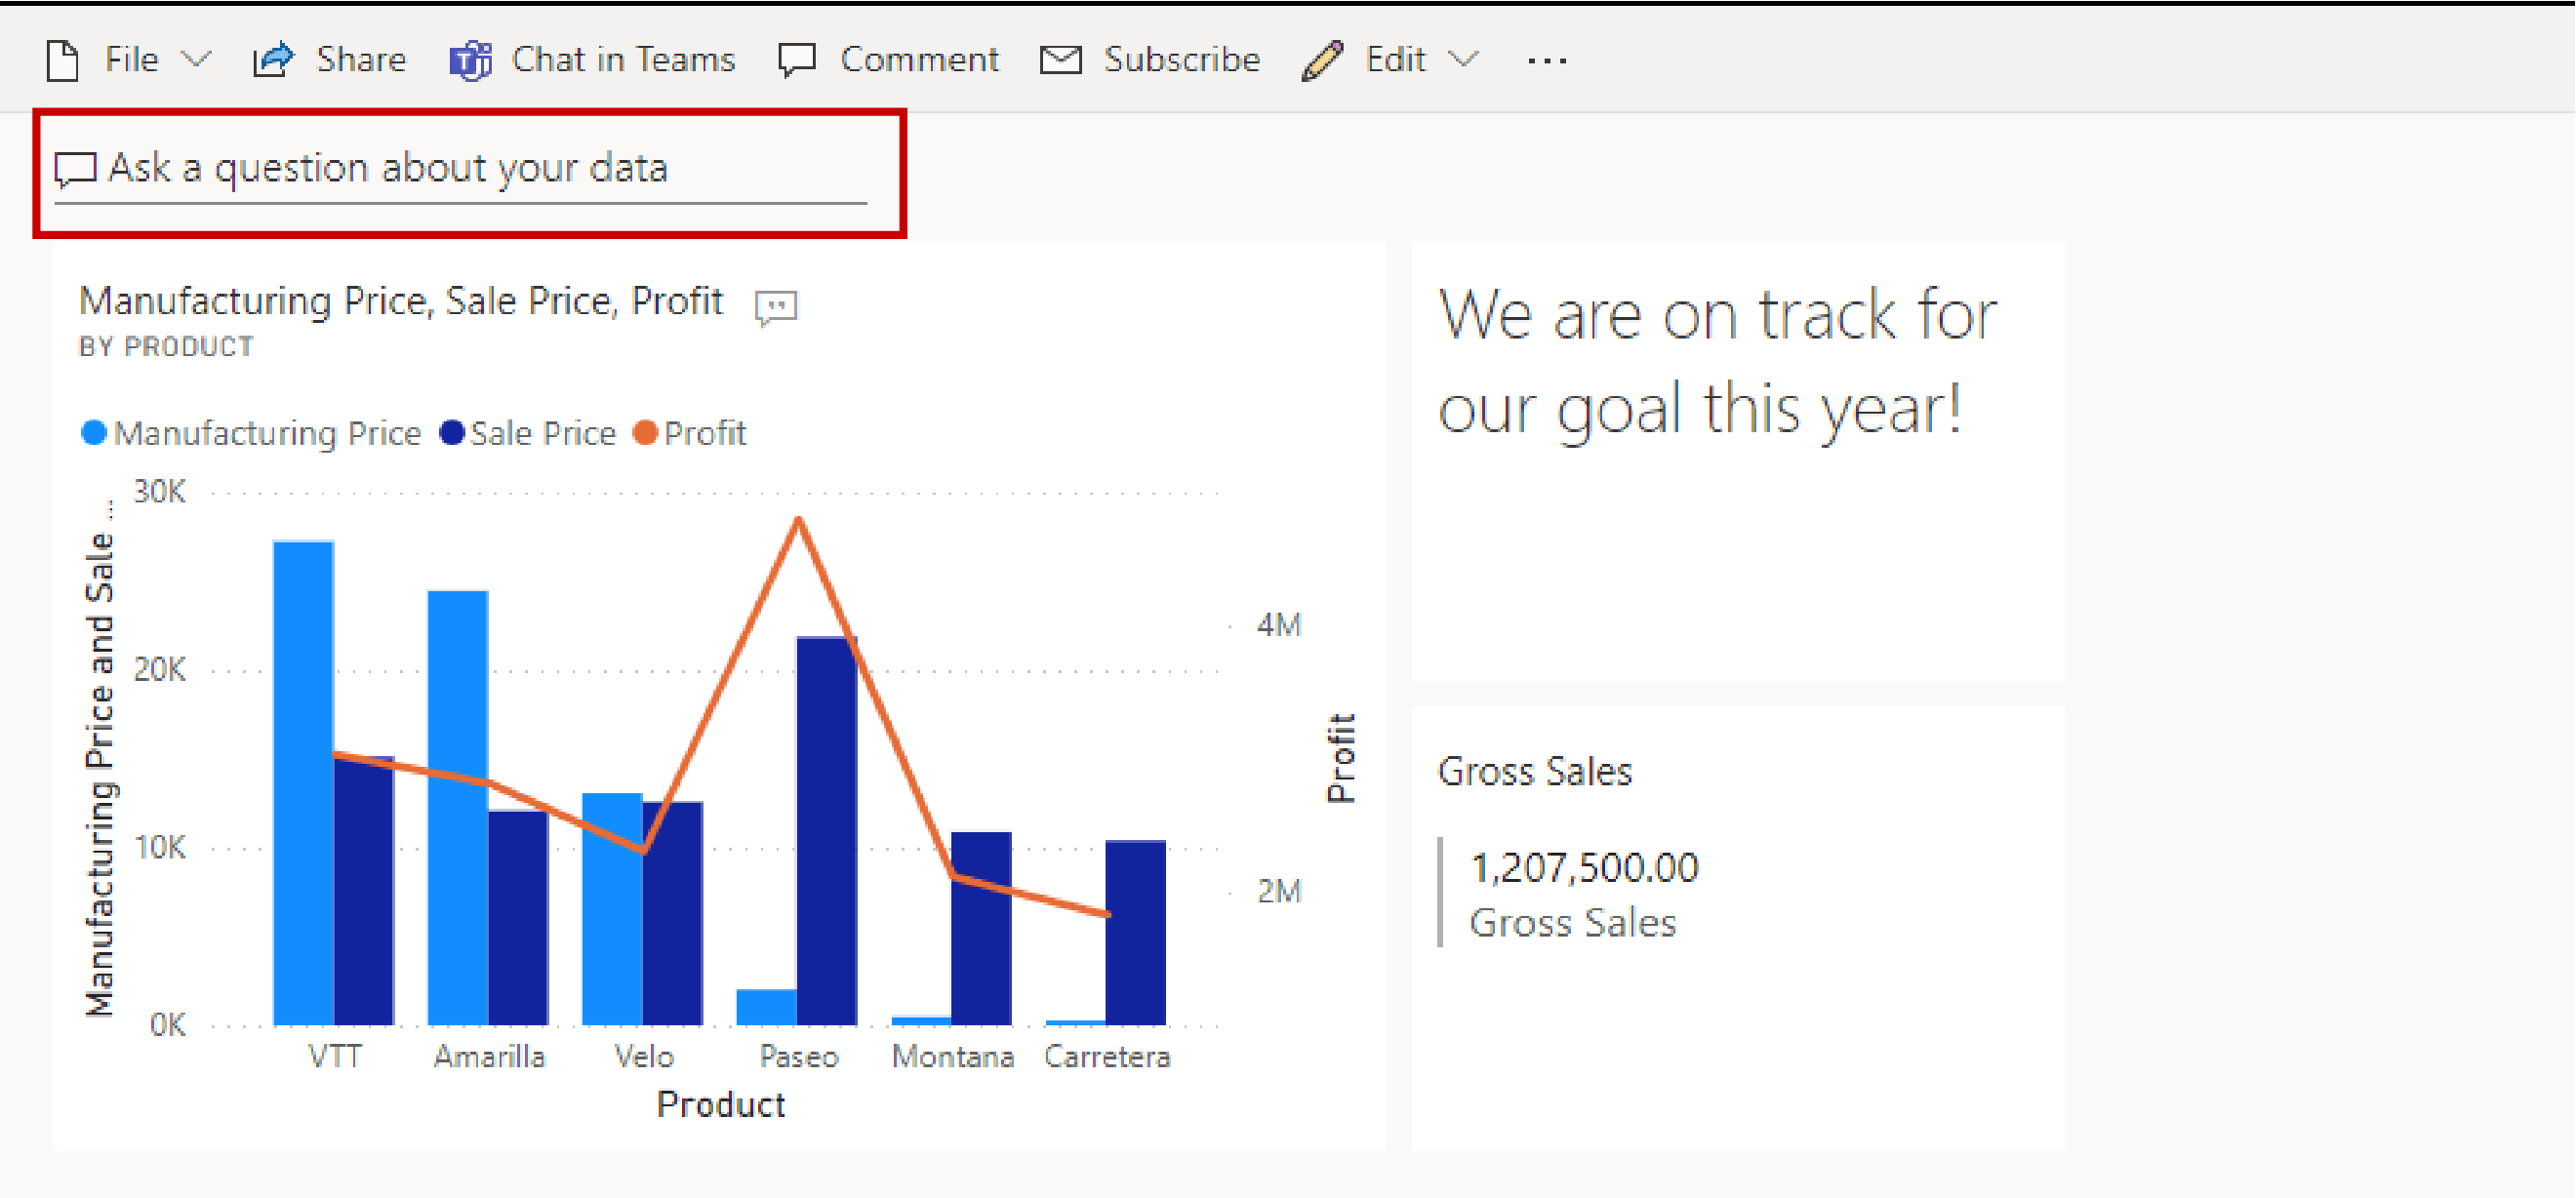 File Share Chat in Teams Comment Subscribe Edit ...
Ask a question about your data
Manufacturing Price, Sale Price, Profit
BY PRODUCT
Manufacturing Price Sale Price Profit
Manufacturing Price and Sale ...
30K
20K
10K
0K
VTT Amarilla Velo Paseo Montana Carretera
Product
4M
2M
Profit
We are on track for
our goal this year!
Gross Sales
1,207,500.00
Gross Sales